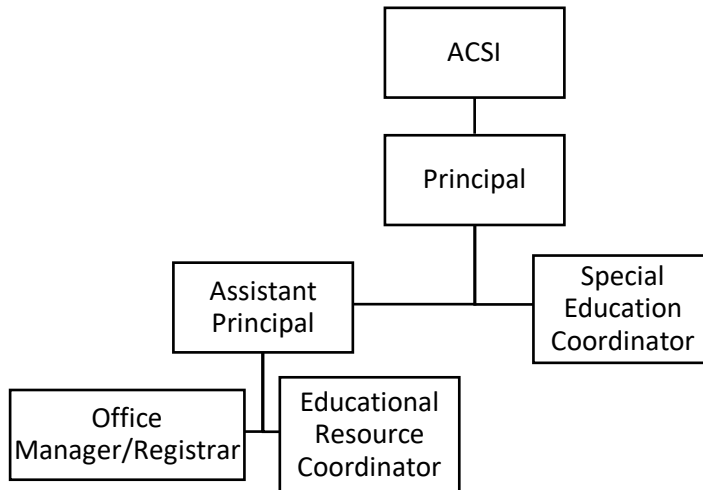 ACSI
Principal
Assistant
Principal
Special
Education
Coordinator
Office
Manager/Registrar
Educational
Resource
Coordinator